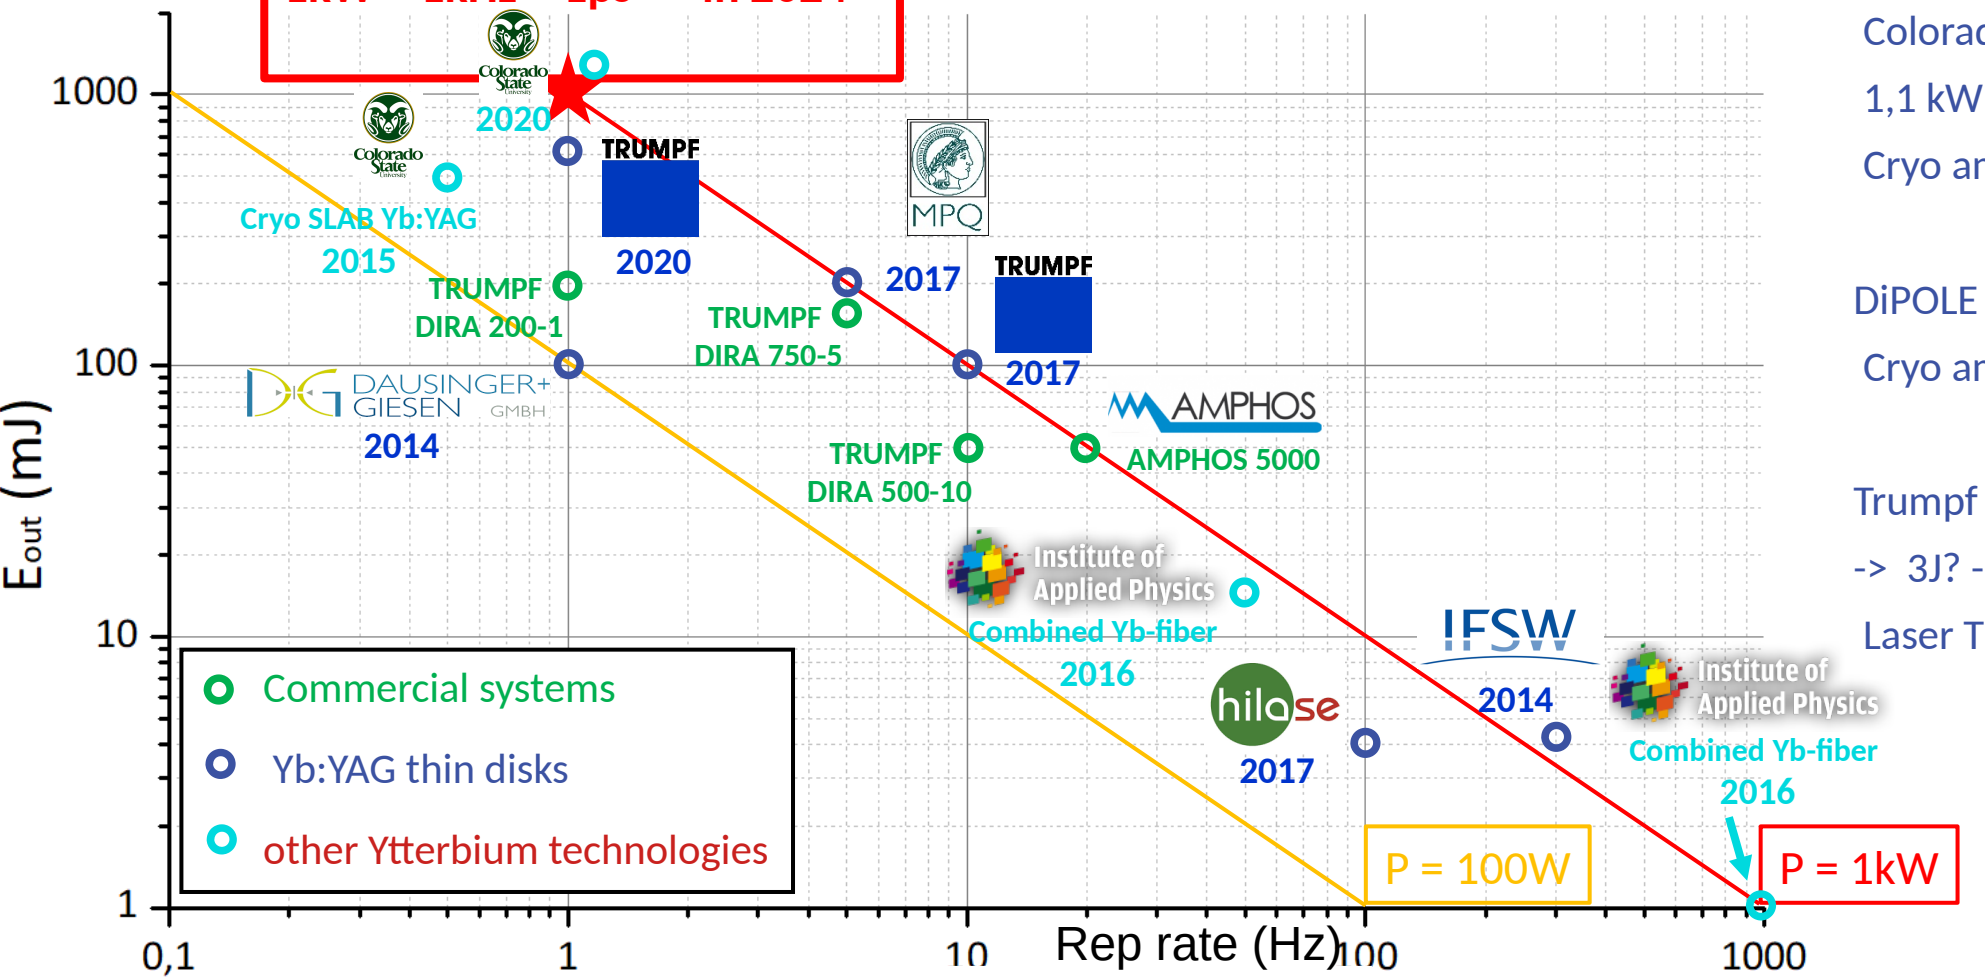 in 2024
Colorado
State
University
2020
1000
Colorado
State
University
TRUMPF
2020
MPQ
Cryo SLAB Yb:YAG
2015
TRUMPF
DIRA 200-1
2017
TRUMPF
2017
TRUMPF
DIRA 750-5
100
DAUSINGER+
GIESEN GMBH
2014
AMPHOS
AMPHOS 5000
TRUMPF
DIRA 500-10
Eout (mJ)
Institute of
Applied Physics
Combined Yb-fiber
2016
10
IFSW
2014
hilase
2017
Institute of
Applied Physics
Combined Yb-fiber
2016
Commercial systems
Yb:YAG thin disks
other Ytterbium technologies
P = 100W
P = 1kW
1
0,1
1
10
Rep rate (Hz)
100
1000
1,1 kW
Cryo
DiPOLE
Cryo
Trumpf
-> 3J? -
Laser